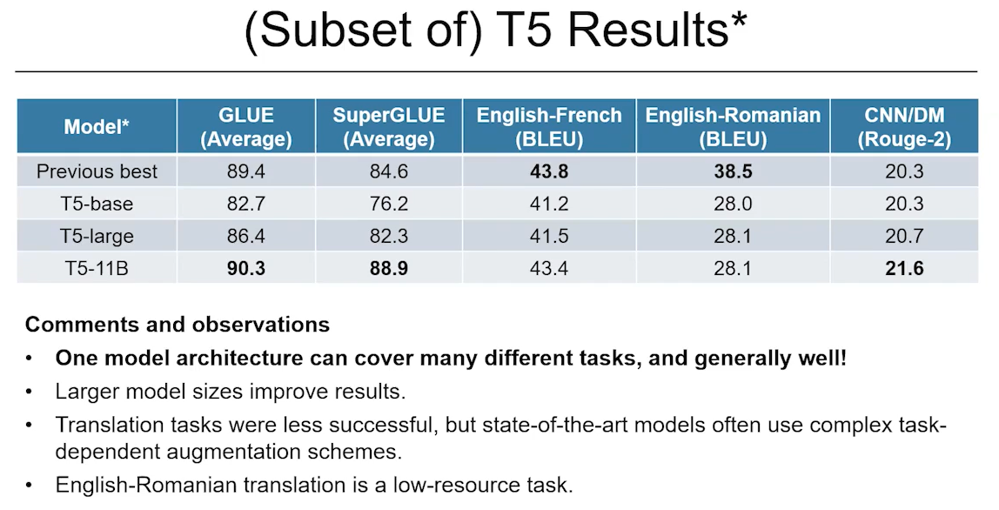 (Subset of) T5 Results*
Model* GLUE (Average) SuperGLUE (Average) English-French (BLEU) English-Romanian (BLEU) CNN/DM (Rouge-2)
Previous best 89.4 84.6 43.8 38.5 20.3
T5-base 82.7 76.2 41.2 28.0 20.3
T5-large 86.4 82.3 41.5 28.1 20.7
T5-11B 90.3 88.9 43.4 28.1 21.6
Comments and observations
• One model architecture can cover many different tasks, and generally well!
• Larger model sizes improve results.
• Translation tasks were less successful, but state-of-the-art models often use complex task-
dependent augmentation schemes.
• English-Romanian translation is a low-resource task.